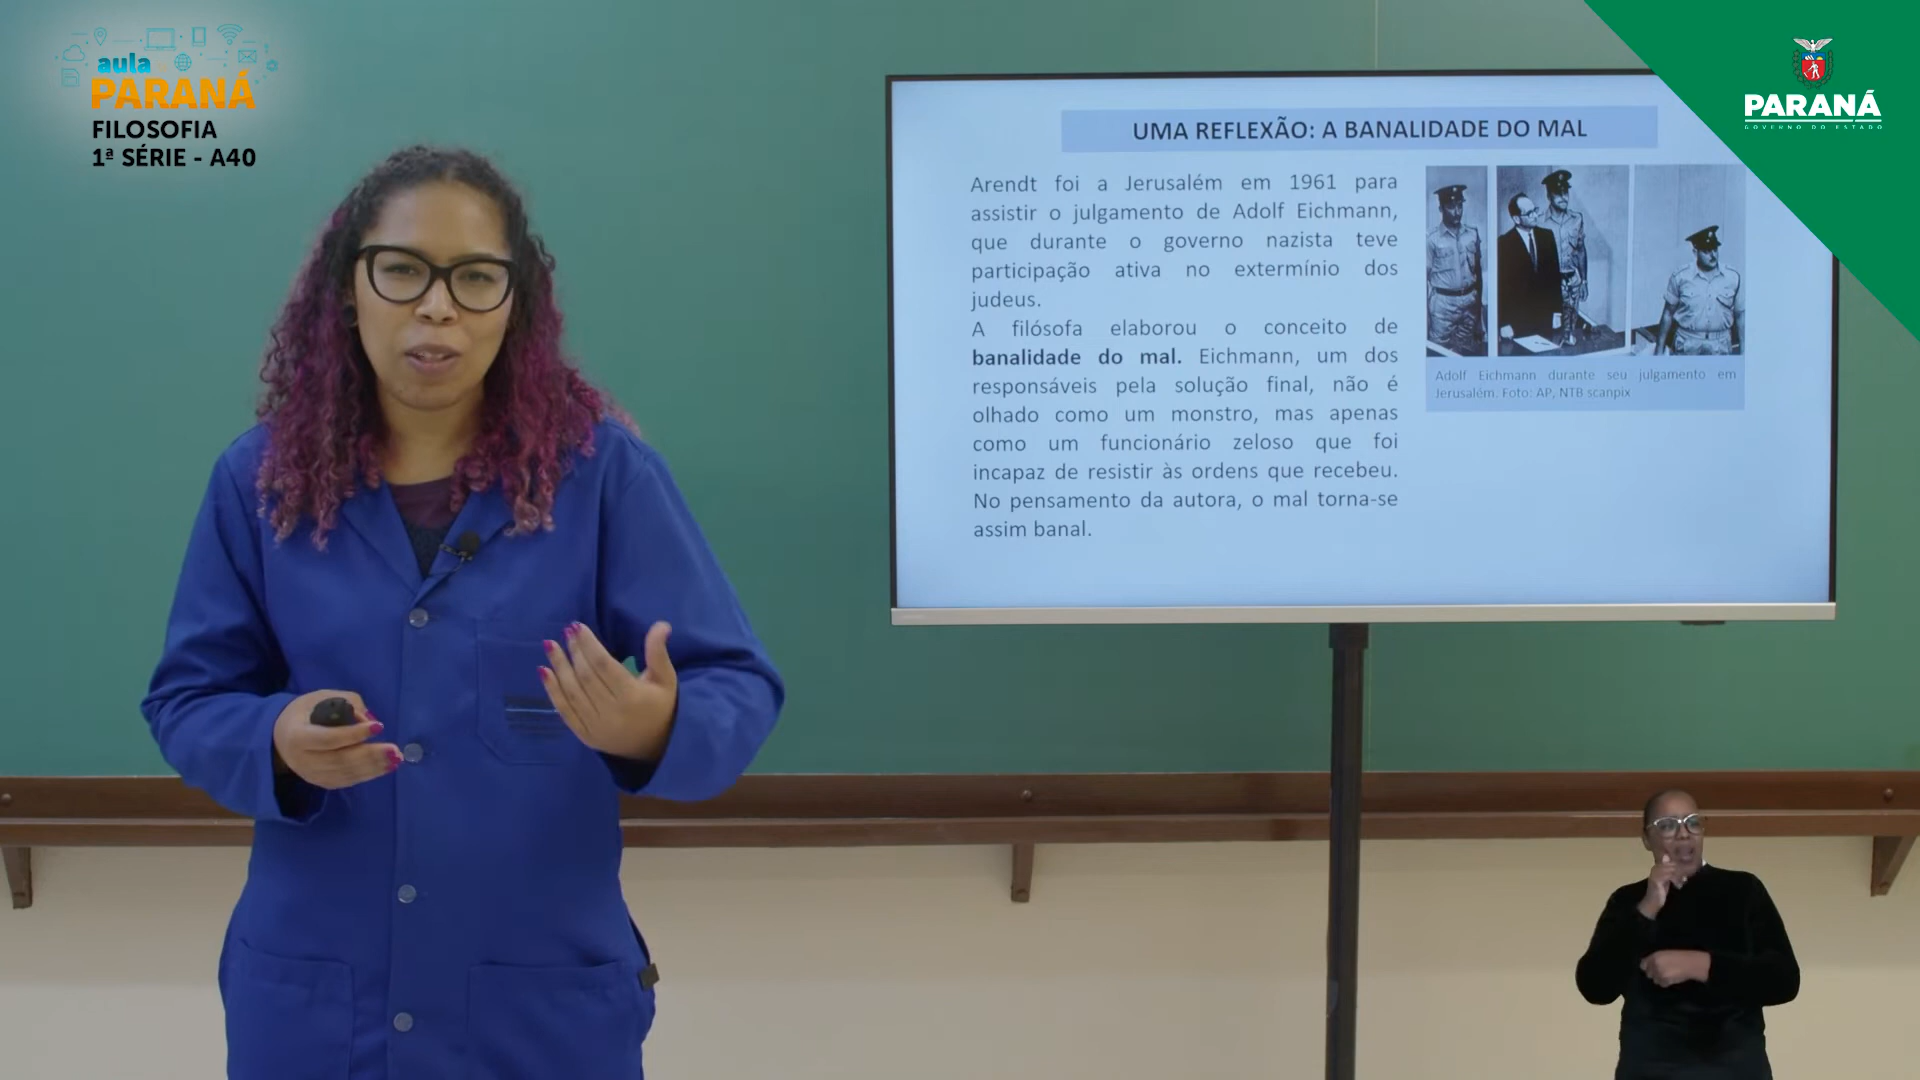 aula
PARANÁ
FILOSOFIA
1ª SÉRIE - A40
PARANÁ
GOVERNO DO ESTADO
UMA REFLEXÃO: A BANALIDADE DO MAL
Arendt foi a Jerusalém em 1961 para
assistir o julgamento de Adolf Eichmann,
que durante o governo nazista teve
participação ativa no extermínio dos
judeus.
A filósofa elaborou o conceito de
banalidade do mal. Eichmann, um dos
responsáveis pela solução final, não é
olhado como um monstro, mas apenas
como um funcionário zeloso que foi
incapaz de resistir às ordens que recebeu.
No pensamento da autora, o mal torna-se
assim banal.
Adolf Eichmann durante seu julgamento em
Jerusalém. Foto: AP, NTB scanpix